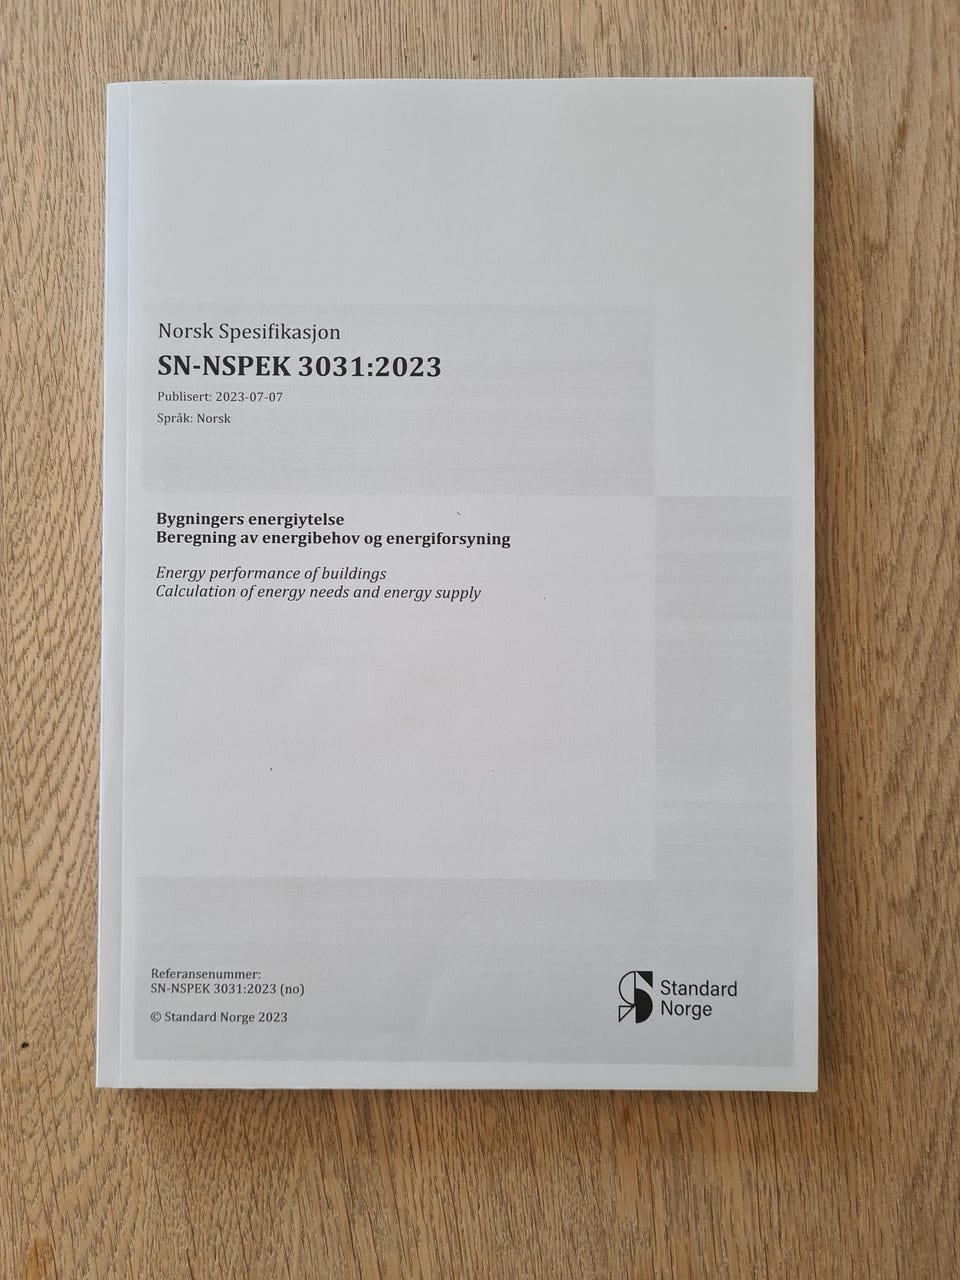 Norsk Spesifikasjon
SN-NSPEK 3031:2023
Publisert: 2023-07-07
Språk: Norsk
Bygningers energiytelse
Beregning av energibehov og energiforsyning
Energy performance of buildings
Calculation of energy needs and energy supply
Referansenummer:
SN-NSPEK 3031:2023 (no)
© Standard Norge 2023
Standard
Norge